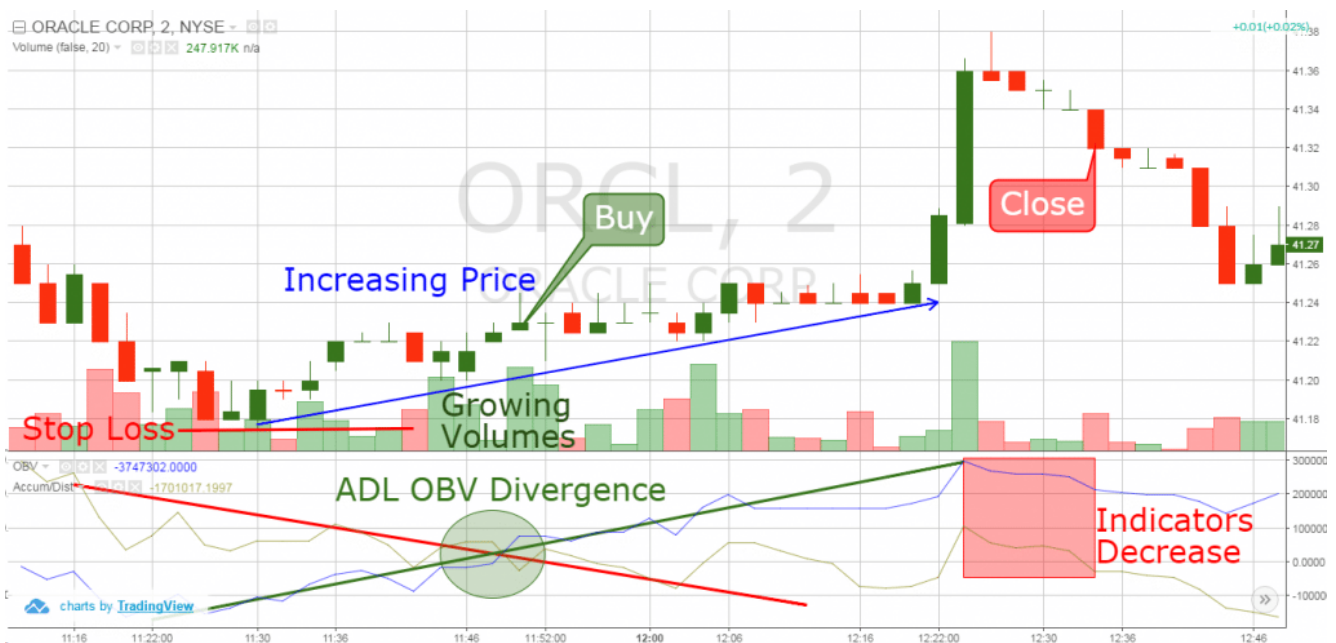 ORACLE CORP, 2, NYSE
+0.01(+0.02%)
Volume (false, 20) 247.917K n/a
41.38
41.36
41.34
41.32
41.30
41.28
41.27
41.26
41.24
41.22
41.20
41.18
ORCL, 2
ORACLE CORP
Buy
Close
Increasing Price
Growing
Volumes
Stop Loss
OBV -3747302.0000
Accum/Dist -1701017.1997
ADL OBV Divergence
Indicators
Decrease
300000
200000
100000
0.0000
-10000
charts by TradingView
11:16 11:22:00 11:30 11:36 11:46 11:52:00 12:00 12:06 12:16 12:22:00 12:30 12:36 12:46